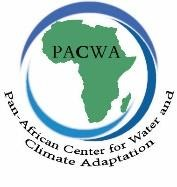 PACWA
Pan-African Center for Water and
Climate Adaptation